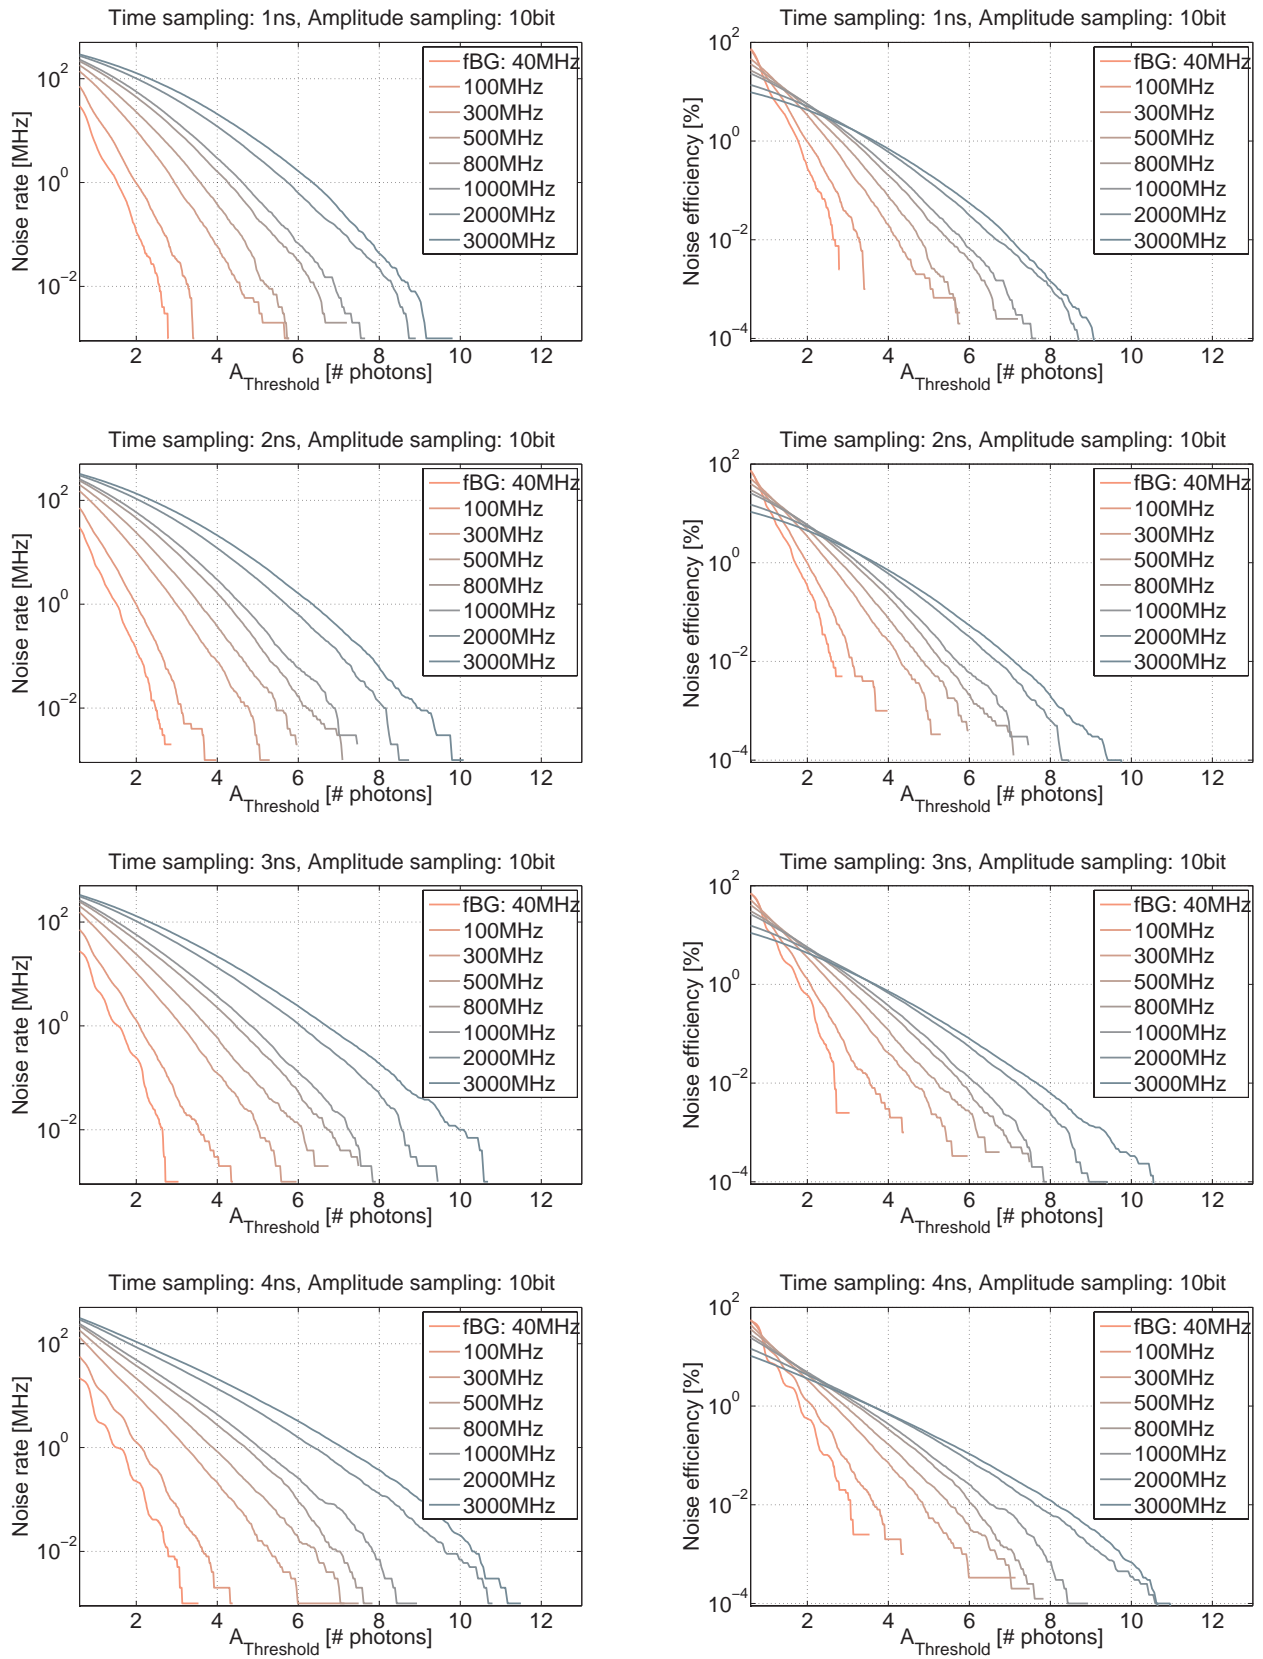 Time sampling: 1ns, Amplitude sampling: 10bit
Noise rate [MHz]
10^2
10^0
10^−2
2 4 6 8 10 12
A_Threshold [# photons]
fBG: 40MHz
100MHz
300MHz
500MHz
800MHz
1000MHz
2000MHz
3000MHz
Time sampling: 1ns, Amplitude sampling: 10bit
Noise efficiency [%]
10^2
10^0
10^−2
10^−4
2 4 6 8 10 12
A_Threshold [# photons]
fBG: 40MHz
100MHz
300MHz
500MHz
800MHz
1000MHz
2000MHz
3000MHz
Time sampling: 2ns, Amplitude sampling: 10bit
Noise rate [MHz]
10^2
10^0
10^−2
2 4 6 8 10 12
A_Threshold [# photons]
fBG: 40MHz
100MHz
300MHz
500MHz
800MHz
1000MHz
2000MHz
3000MHz
Time sampling: 2ns, Amplitude sampling: 10bit
Noise efficiency [%]
10^2
10^0
10^−2
10^−4
2 4 6 8 10 12
A_Threshold [# photons]
fBG: 40MHz
100MHz
300MHz
500MHz
800MHz
1000MHz
2000MHz
3000MHz
Time sampling: 3ns, Amplitude sampling: 10bit
Noise rate [MHz]
10^2
10^0
10^−2
2 4 6 8 10 12
A_Threshold [# photons]
fBG: 40MHz
100MHz
300MHz
500MHz
800MHz
1000MHz
2000MHz
3000MHz
Time sampling: 3ns, Amplitude sampling: 10bit
Noise efficiency [%]
10^2
10^0
10^−2
10^−4
2 4 6 8 10 12
A_Threshold [# photons]
fBG: 40MHz
100MHz
300MHz
500MHz
800MHz
1000MHz
2000MHz
3000MHz
Time sampling: 4ns, Amplitude sampling: 10bit
Noise rate [MHz]
10^2
10^0
10^−2
2 4 6 8 10 12
A_Threshold [# photons]
fBG: 40MHz
100MHz
300MHz
500MHz
800MHz
1000MHz
2000MHz
3000MHz
Time sampling: 4ns, Amplitude sampling: 10bit
Noise efficiency [%]
10^2
10^0
10^−2
10^−4
2 4 6 8 10 12
A_Threshold [# photons]
fBG: 40MHz
100MHz
300MHz
500MHz
800MHz
1000MHz
2000MHz
3000MHz